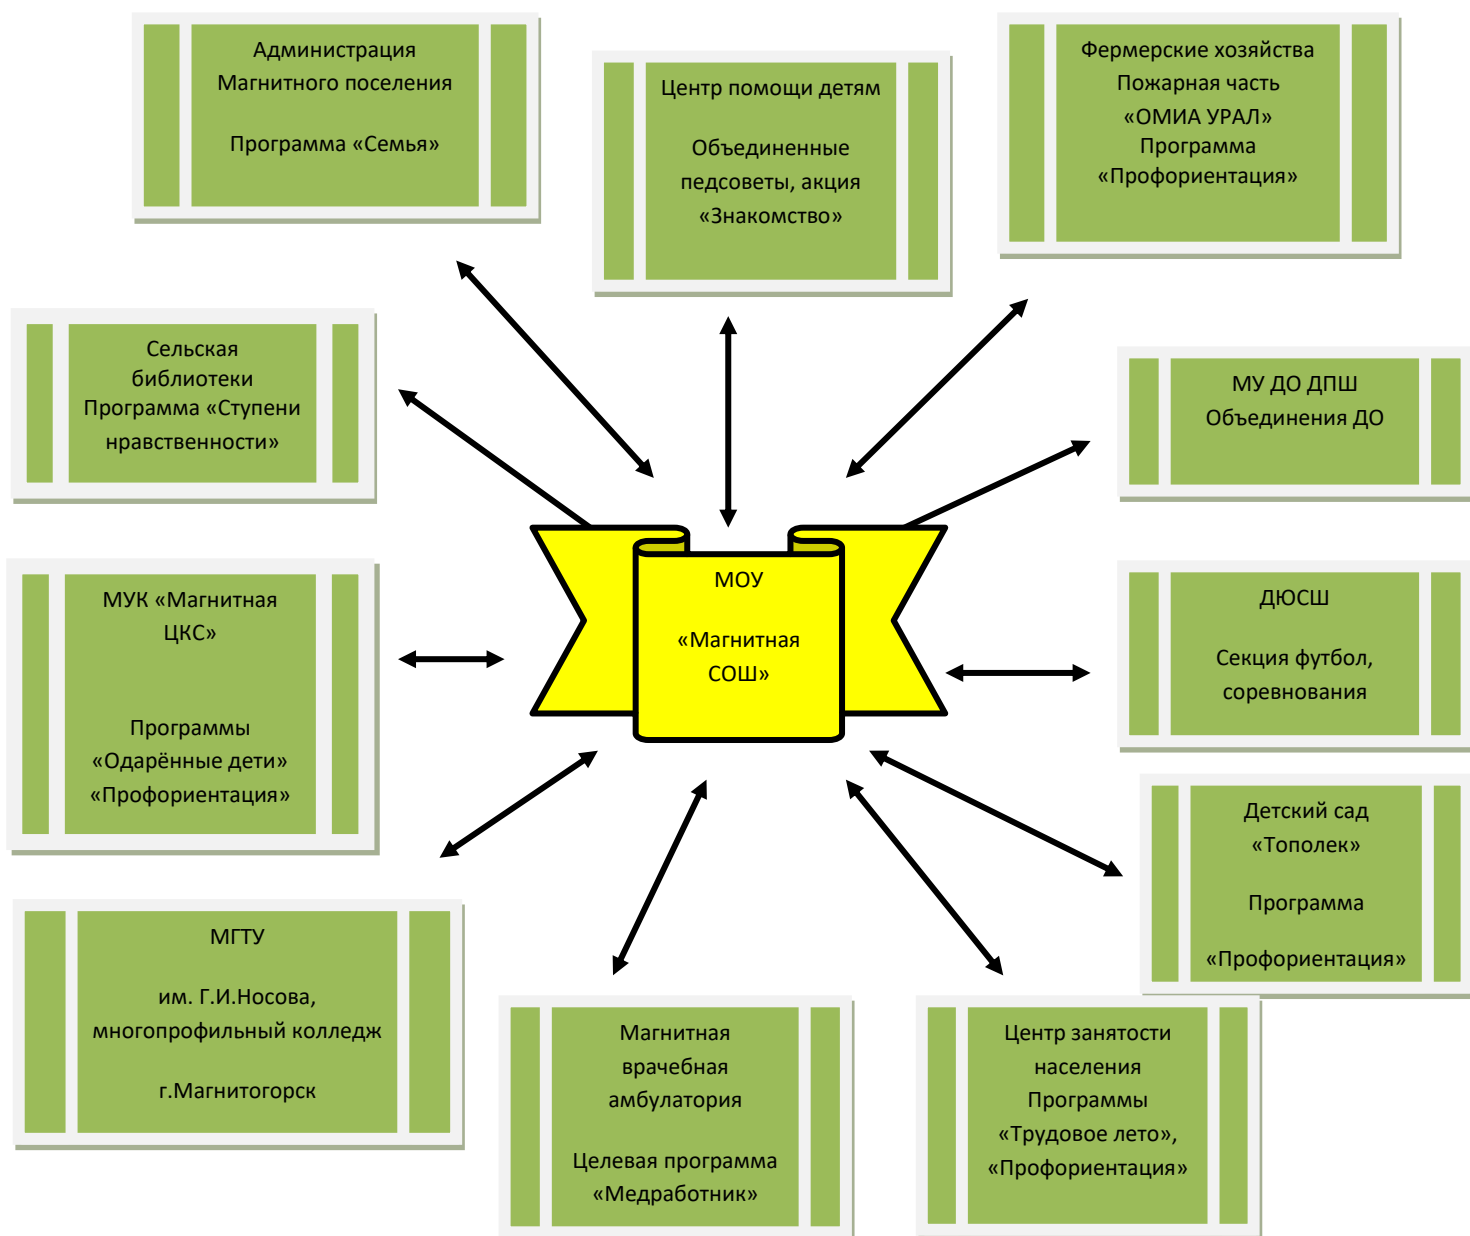 Администрация
Магнитного поселения
Программа «Семья»
Центр помощи детям
Объединенные
педсоветы, акция
«Знакомство»
Фермерские хозяйства
Пожарная часть
«ОМИА УРАЛ»
Программа
«Профориентация»
Сельская
библиотеки
Программа «Ступени
нравственности»
МУ ДО ДПШ
Объединения ДО
МУК «Магнитная
ЦКС»
Программы
«Одарённые дети»
«Профориентация»
МОУ
«Магнитная
СОШ»
ДЮСШ
Секция футбол,
соревнования
Детский сад
«Тополек»
Программа
«Профориентация»
МГТУ
им. Г.И.Носова,
многопрофильный колледж
г.Магнитогорск
Магнитная
врачебная
амбулатория
Целевая программа
«Медработник»
Центр занятости
населения
Программы
«Трудовое лето»,
«Профориентация»